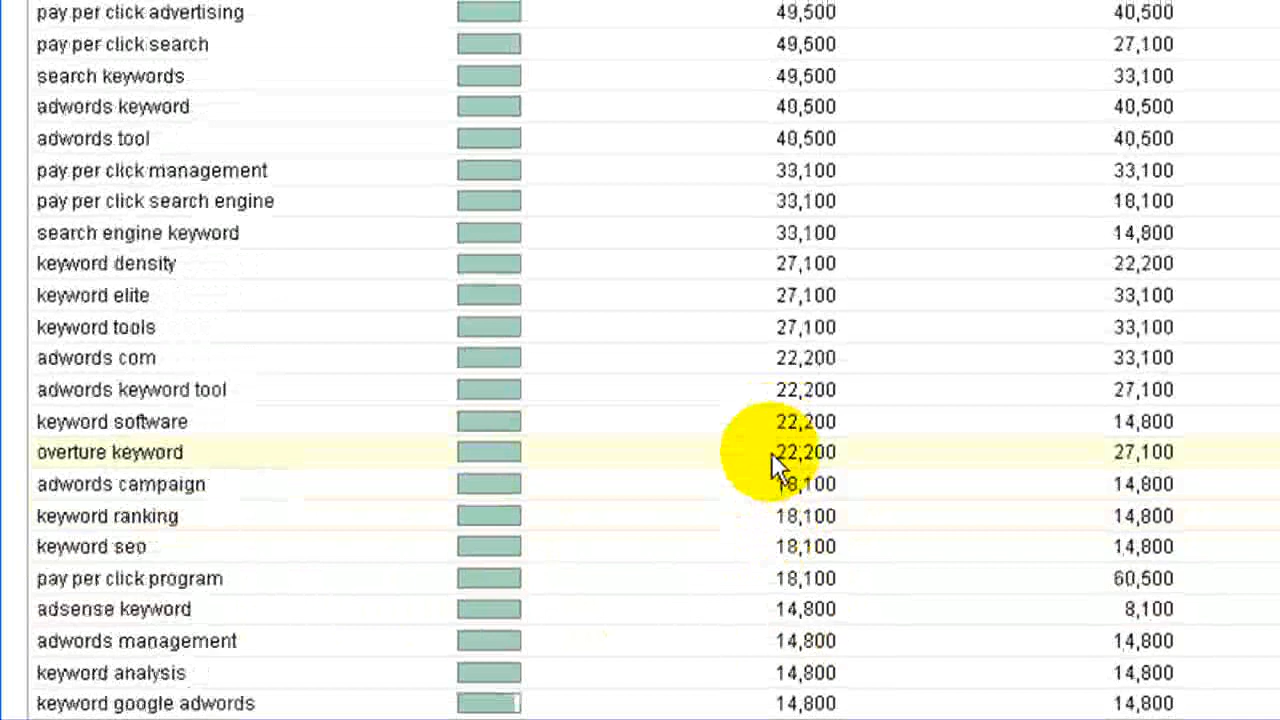 pay per click advertising 49,500 40,500
pay per click search 49,500 27,100
search keywords 49,500 33,100
adwords keyword 40,500 40,500
adwords tool 40,500 40,500
pay per click management 33,100 33,100
pay per click search engine 33,100 18,100
search engine keyword 33,100 14,800
keyword density 27,100 22,200
keyword elite 27,100 33,100
keyword tools 27,100 33,100
adwords com 22,200 33,100
adwords keyword tool 22,200 27,100
keyword software 22,200 14,800
overture keyword 22,200 27,100
adwords campaign 18,100 14,800
keyword ranking 18,100 14,800
keyword seo 18,100 14,800
pay per click program 18,100 60,500
adsense keyword 14,800 8,100
adwords management 14,800 14,800
keyword analysis 14,800 14,800
keyword google adwords 14,800 14,800